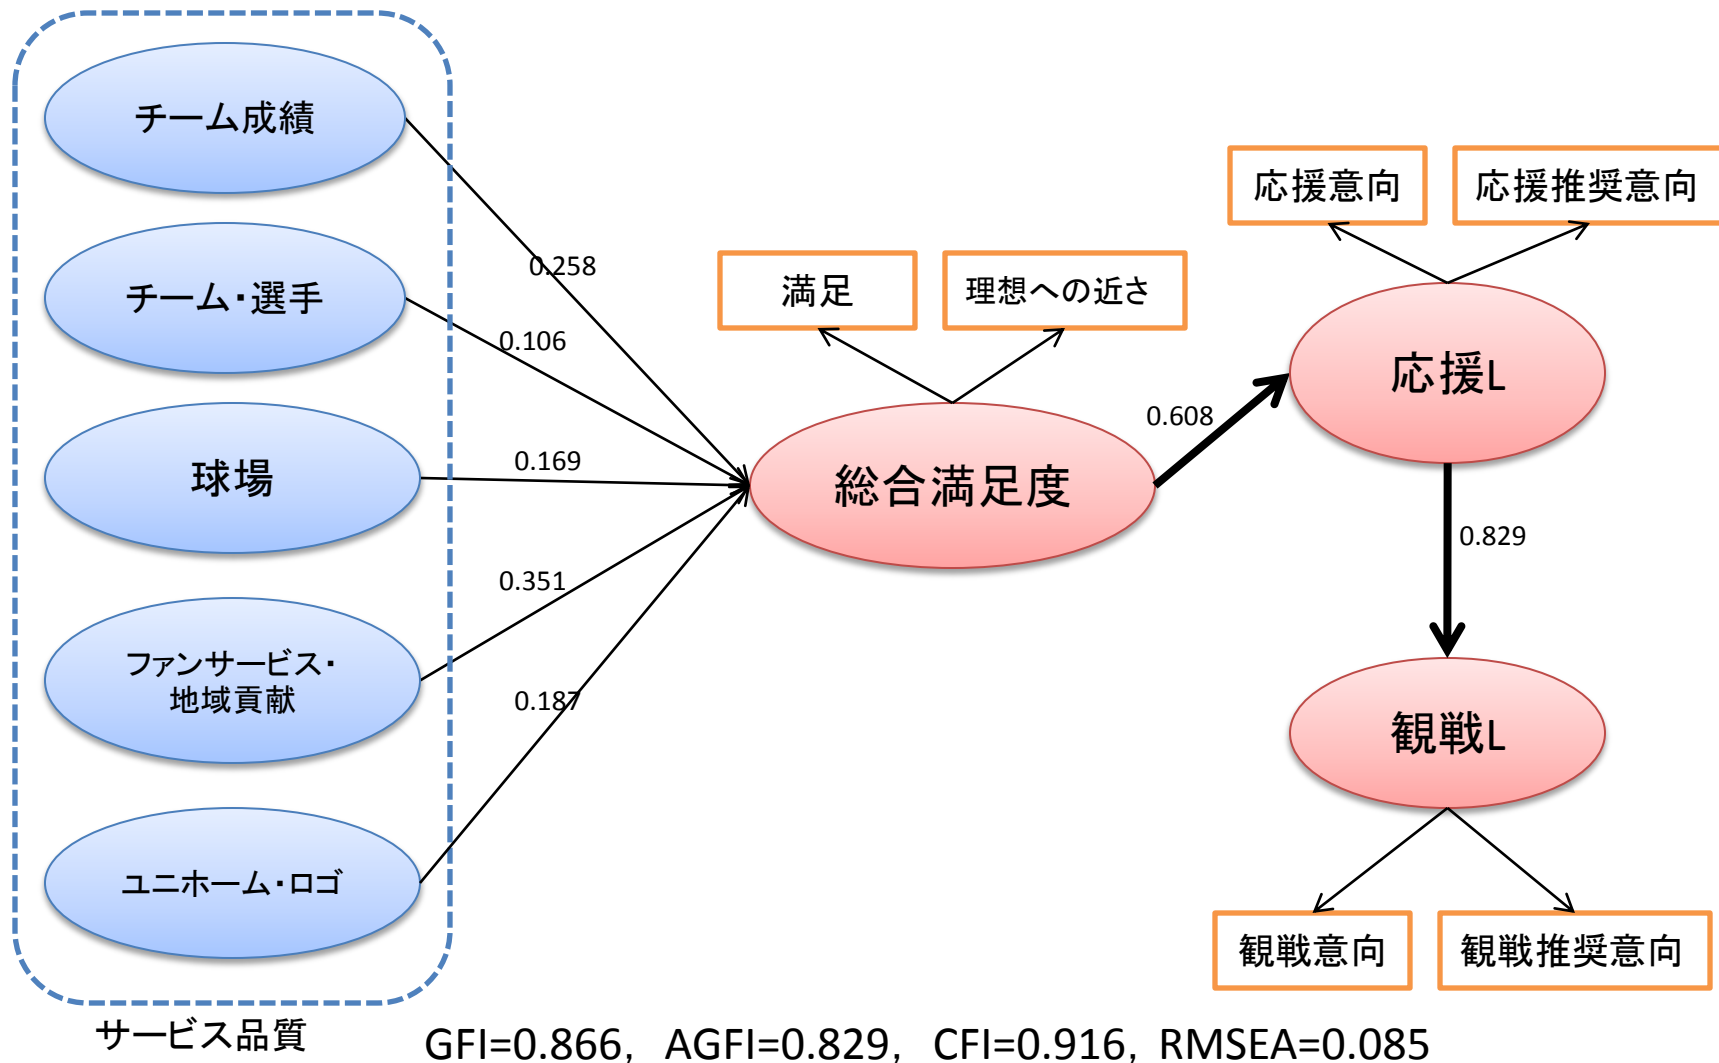 チーム成績
チーム・選手
球場
ファンサービス・
地域貢献
ユニホーム・ロゴ
サービス品質
0.258
0.106
0.169
0.351
0.187
満足
理想への近さ
総合満足度
0.608
応援意向
応援推奨意向
応援L
0.829
観戦L
観戦意向
観戦推奨意向
GFI=0.866, AGFI=0.829, CFI=0.916, RMSEA=0.085